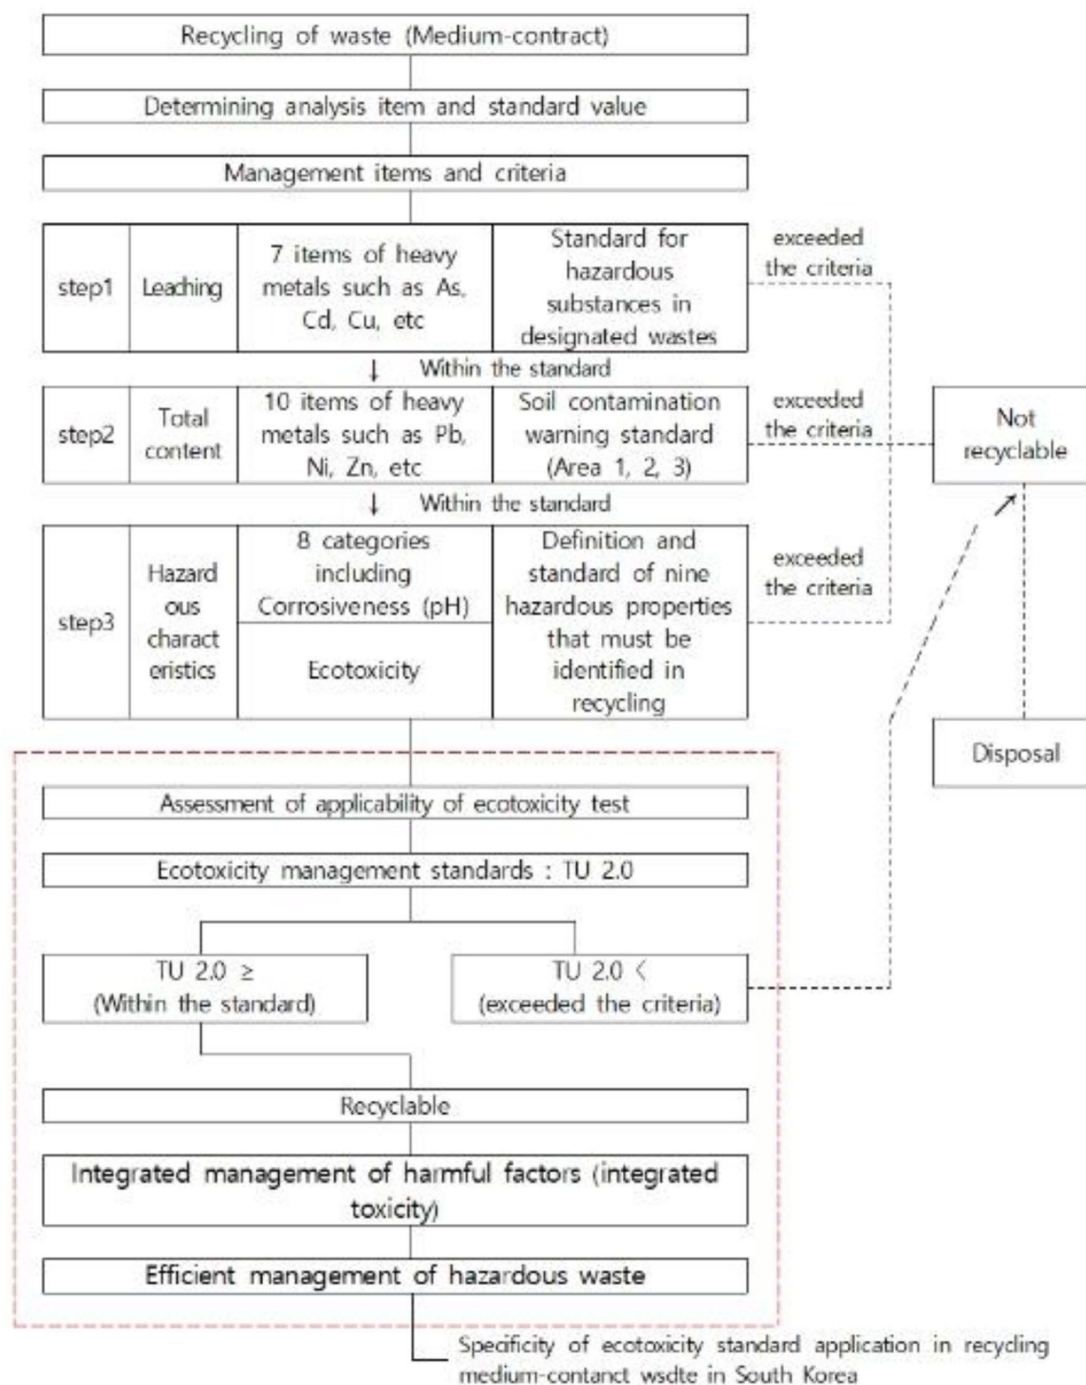 Recycling of waste (Medium-contract)
Determining analysis item and standard value
Management items and criteria
step1
Leaching
7 items of heavy
metals such as As,
Cd, Cu, etc
Standard for
hazardous
substances in
designated wastes
exceeded
the criteria
↓ Within the standard
step2
Total
content
10 items of heavy
metals such as Pb,
Ni, Zn, etc
Soil contamination
warning standard
(Area 1, 2, 3)
exceeded
the criteria
Not
recyclable
↓ Within the standard
step3
Hazard
ous
charact
eristics
8 categories
including
Corrosiveness (pH)
Ecotoxicity
Definition and
standard of nine
hazardous properties
that must be
identified in
recycling
exceeded
the criteria
Disposal
Assessment of applicability of ecotoxicity test
Ecotoxicity management standards : TU 2.0
TU 2.0 ≥
(Within the standard)
TU 2.0 <
(exceeded the criteria)
Recyclable
Integrated management of harmful factors (integrated
toxicity)
Efficient management of hazardous waste
Specificity of ecotoxicity standard application in recycling
medium-contanct wsdte in South Korea